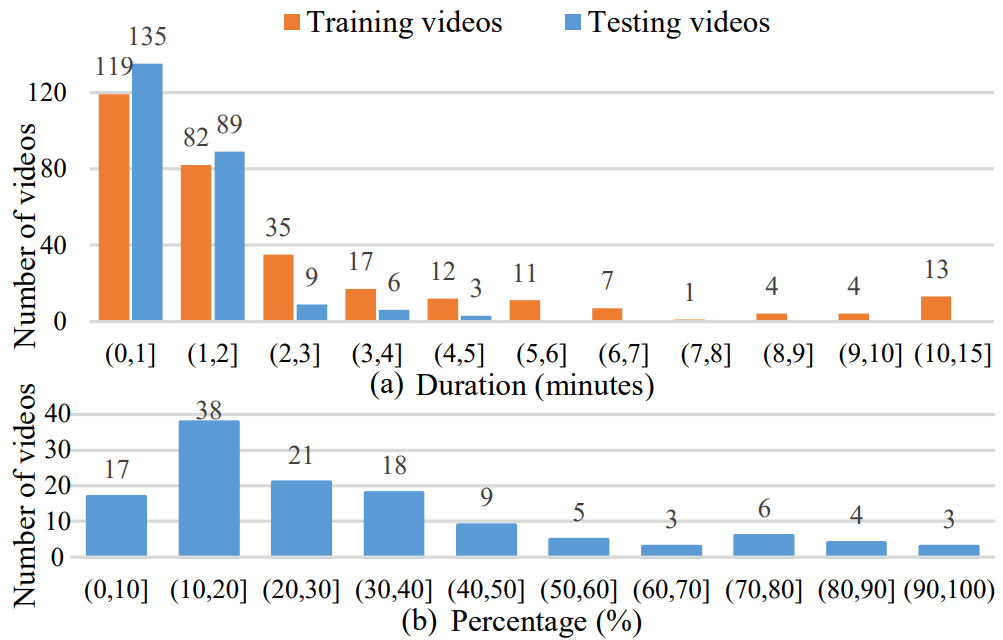 Training videos Testing videos
Number of videos
120
80
40
0
119 135
82 89
35 9
17 6
12 3
11
7
1
4
4
13
(0,1] (1,2] (2,3] (3,4] (4,5] (5,6] (6,7] (7,8] (8,9] (9,10] (10,15]
(a) Duration (minutes)
Number of videos
40
30
20
10
0
17 38 21 18 9 5 3 6 4 3
(0,10] (10,20] (20,30] (30,40] (40,50] (50,60] (60,70] (70,80] (80,90] (90,100)
(b) Percentage (%)